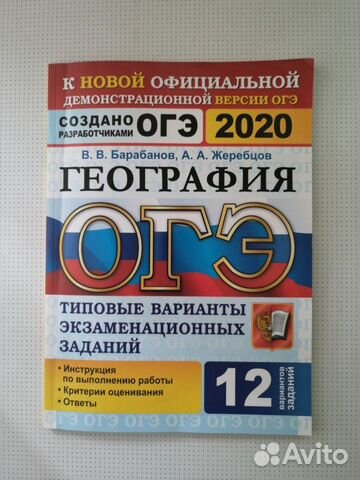 К НОВОЙ ОФИЦИАЛЬНОЙ
ДЕМОНСТРАЦИОННОЙ ВЕРСИИ ОГЭ
СОЗДАНО
РАЗРАБОТЧИКАМИ
ОГЭ
2020
В. В. Барабанов, А. А. Жеребцов
ГЕОГРАФИЯ
ОГЭ
ТИПОВЫЕ ВАРИАНТЫ
ЭКЗАМЕНАЦИОННЫХ
ЗАДАНИЙ
• Инструкция
по выполнению работы
• Критерии оценивания
• Ответы
12
вариантов
заданий
Avito